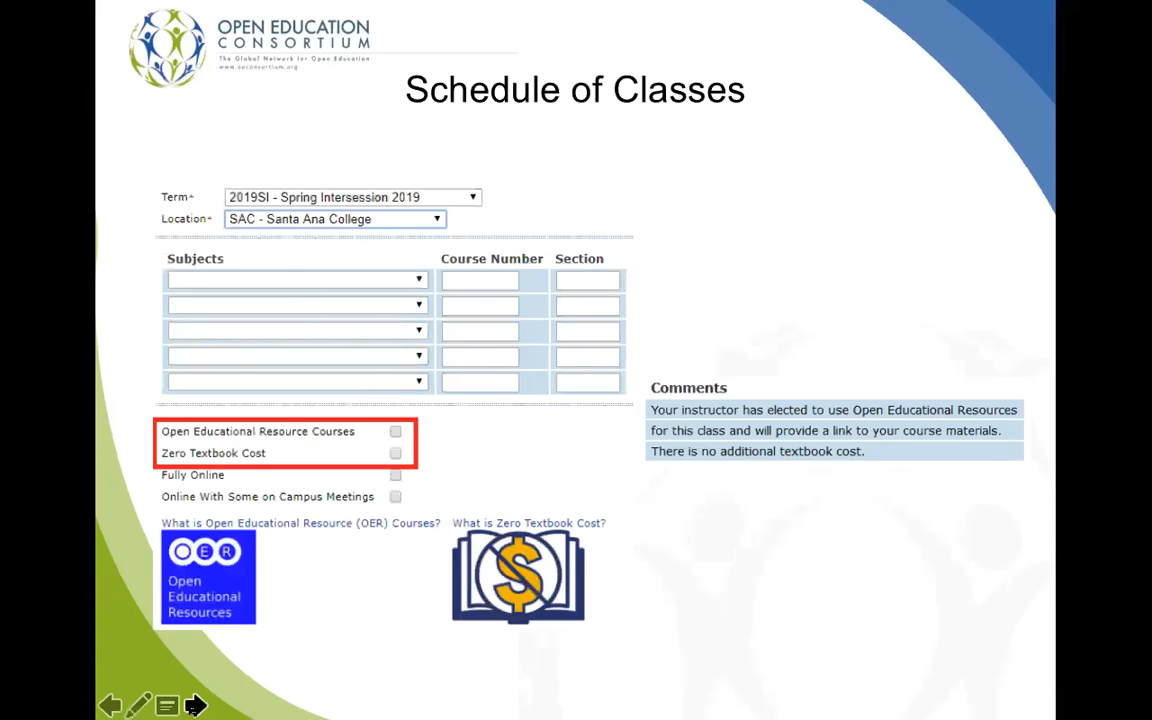 OPEN EDUCATION
CONSORTIUM
The Global Network for Open Education
www.oeconsortium.org
Schedule of Classes
Term* 2019SI - Spring Intersession 2019
Location* SAC - Santa Ana College
Subjects Course Number Section
Open Educational Resource Courses
Zero Textbook Cost
Fully Online
Online With Some on Campus Meetings
What is Open Educational Resource (OER) Courses? What is Zero Textbook Cost?
OER
Open
Educational
Resources
$
Comments
Your instructor has elected to use Open Educational Resources
for this class and will provide a link to your course materials.
There is no additional textbook cost.